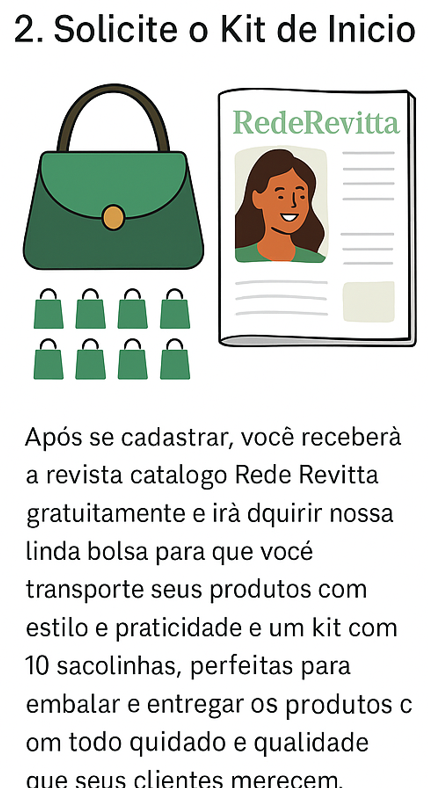 2. Solicite o Kit de Inicio
RedeRevitta
Após se cadastrar, você receberà
a revista catalogo Rede Revitta
gratuitamente e irà dquirir nossa
linda bolsa para que vocé
transporte seus produtos com
estilo e praticidade e um kit com
10 sacolinhas, perfeitas para
embalar e entregar os produtos c
om todo quidado e qualidade
que seus clientes merecem.